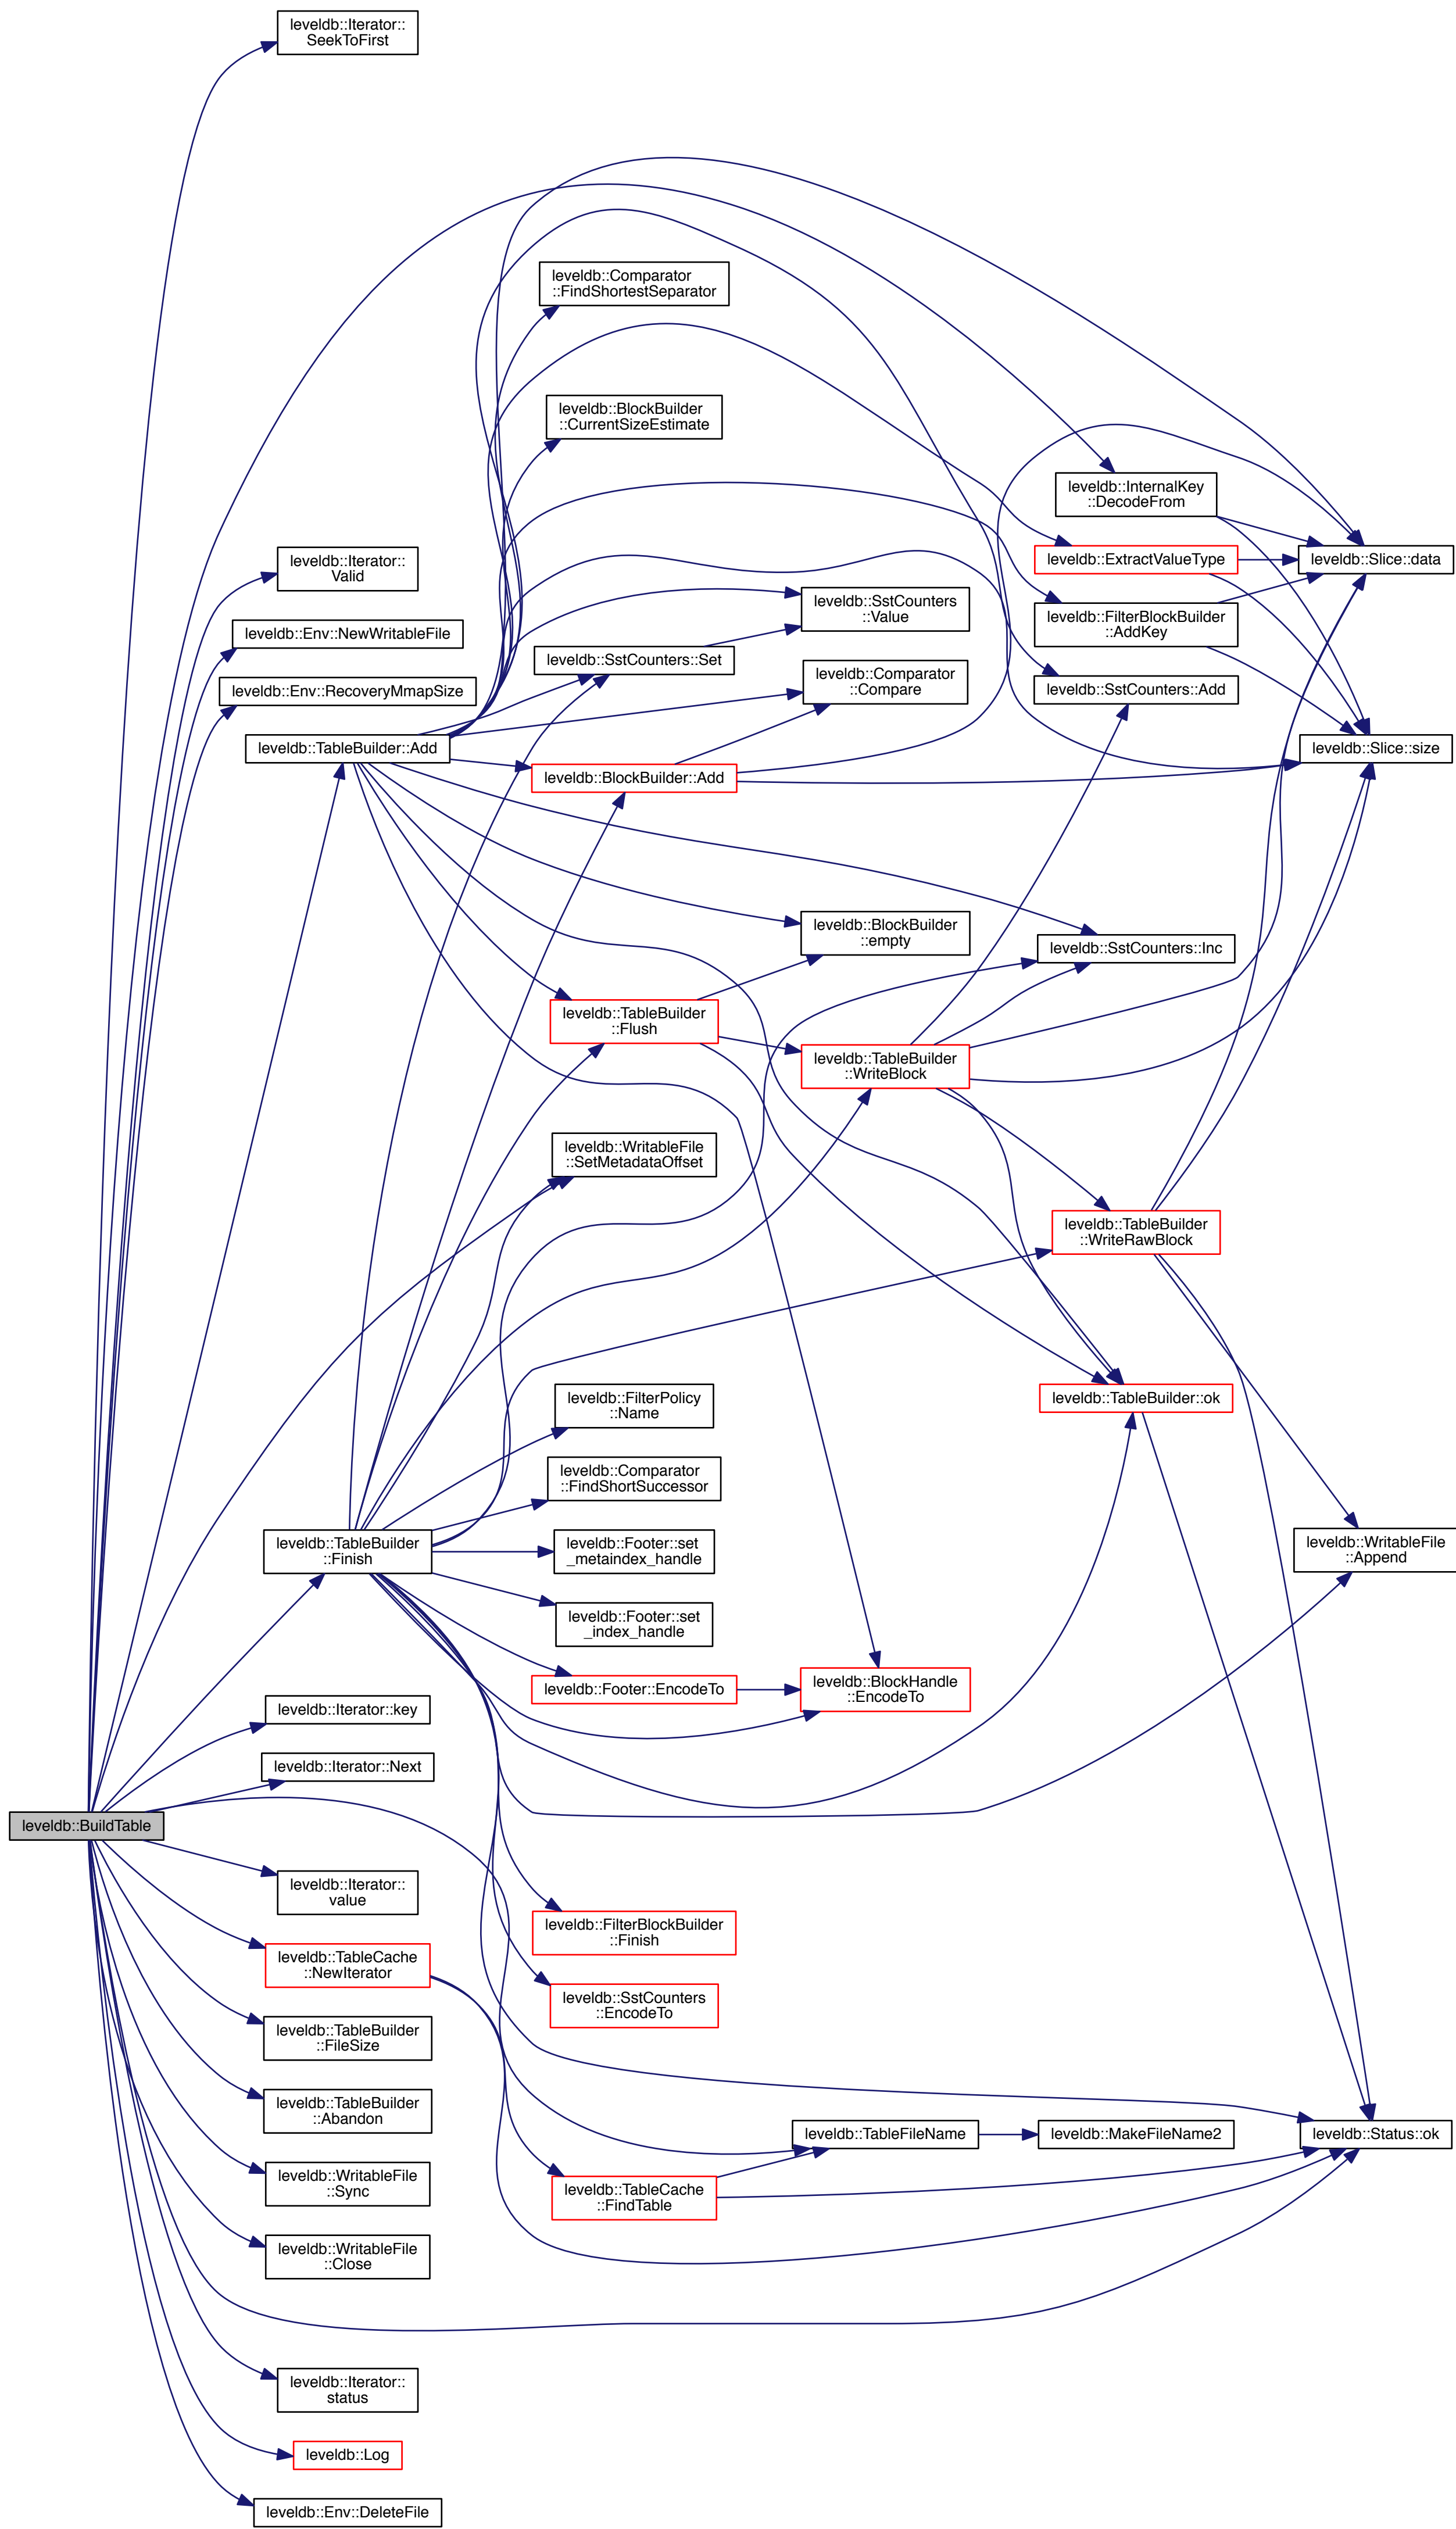 leveldb::Iterator::
SeekToFirst
leveldb::Comparator
::FindShortestSeparator
leveldb::BlockBuilder
::CurrentSizeEstimate
leveldb::InternalKey
::DecodeFrom
leveldb::Iterator::
Valid
leveldb::ExtractValueType
leveldb::Slice::data
leveldb::Env::NewWritableFile
leveldb::SstCounters
::Value
leveldb::FilterBlockBuilder
::AddKey
leveldb::SstCounters::Set
leveldb::Env::RecoveryMmapSize
leveldb::Comparator
::Compare
leveldb::SstCounters::Add
leveldb::TableBuilder::Add
leveldb::Slice::size
leveldb::BlockBuilder::Add
leveldb::BlockBuilder
::empty
leveldb::SstCounters::Inc
leveldb::TableBuilder
::Flush
leveldb::TableBuilder
::WriteBlock
leveldb::WritableFile
::SetMetadataOffset
leveldb::TableBuilder
::WriteRawBlock
leveldb::FilterPolicy
::Name
leveldb::TableBuilder::ok
leveldb::Comparator
::FindShortSuccessor
leveldb::TableBuilder
::Finish
leveldb::Footer::set
_metaindex_handle
leveldb::WritableFile
::Append
leveldb::Footer::set
_index_handle
leveldb::Footer::EncodeTo
leveldb::BlockHandle
::EncodeTo
leveldb::Iterator::key
leveldb::Iterator::Next
leveldb::BuildTable
leveldb::Iterator::
value
leveldb::FilterBlockBuilder
::Finish
leveldb::TableCache
::NewIterator
leveldb::SstCounters
::EncodeTo
leveldb::TableBuilder
::FileSize
leveldb::TableBuilder
::Abandon
leveldb::TableFileName
leveldb::MakeFileName2
leveldb::Status::ok
leveldb::WritableFile
::Sync
leveldb::TableCache
::FindTable
leveldb::WritableFile
::Close
leveldb::Iterator::
status
leveldb::Log
leveldb::Env::DeleteFile